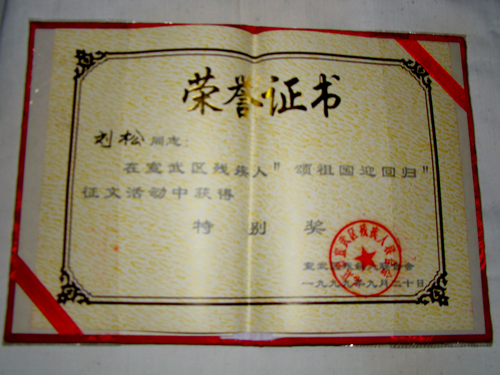 荣誉证书
刘松同志：
在宣武区残疾人"颂祖国迎回归"
征文活动中获得
特别奖
宣武区残疾人联合会
一九九九年九月二十日